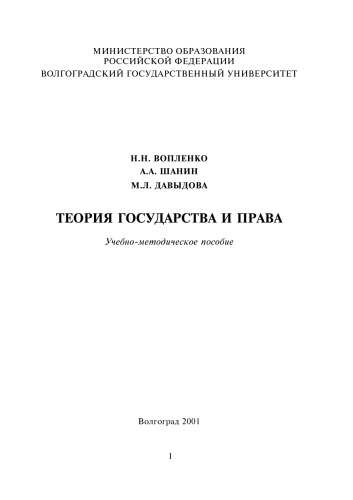 МИНИСТЕРСТВО ОБРАЗОВАНИЯ
РОССИЙСКОЙ ФЕДЕРАЦИИ
ВОЛГОГРАДСКИЙ ГОСУДАРСТВЕННЫЙ УНИВЕРСИТЕТ
Н.Н. ВОПЛЕНКО
А.А. ШАНИН
М.Л. ДАВЫДОВА
ТЕОРИЯ ГОСУДАРСТВА И ПРАВА
Учебно-методическое пособие
Волгоград 2001
1